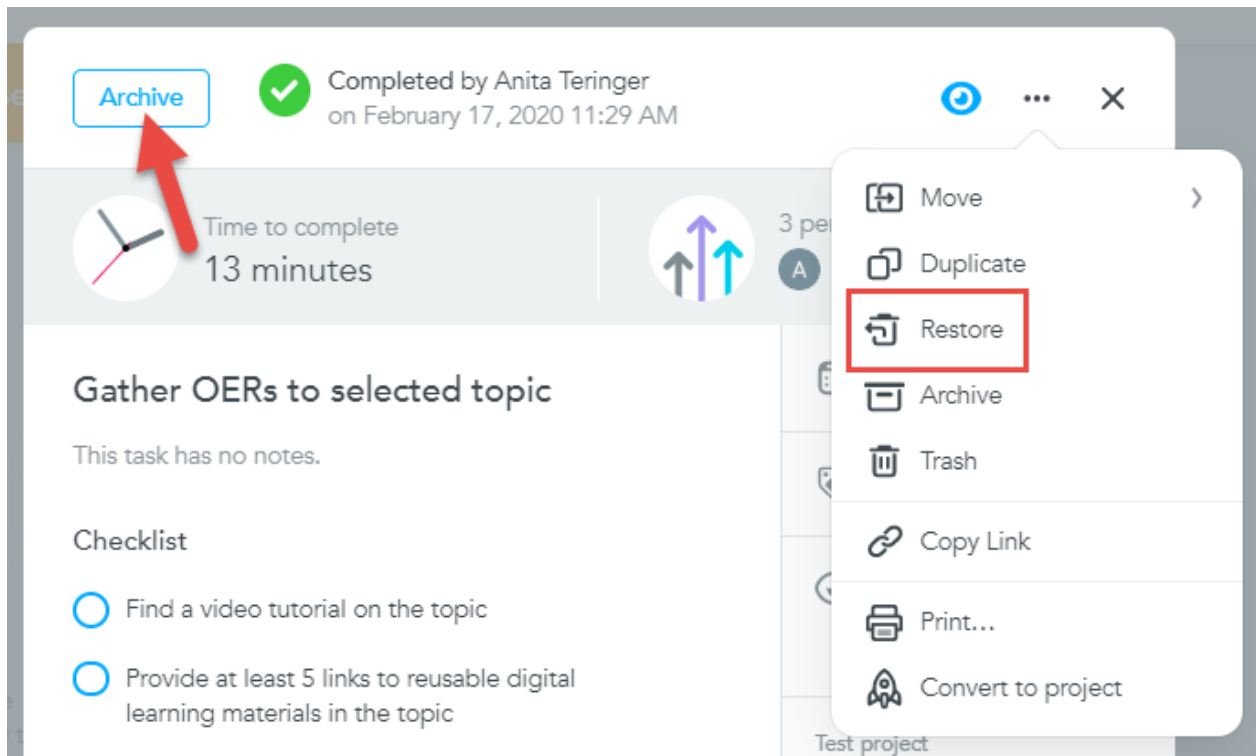 Archive
Completed by Anita Teringer
on February 17, 2020 11:29 AM
Time to complete
13 minutes
3 per
A
Move
Duplicate
Restore
Archive
Trash
Copy Link
Print...
Convert to project
Gather OERs to selected topic
This task has no notes.
Checklist
Find a video tutorial on the topic
Provide at least 5 links to reusable digital
learning materials in the topic
Test project